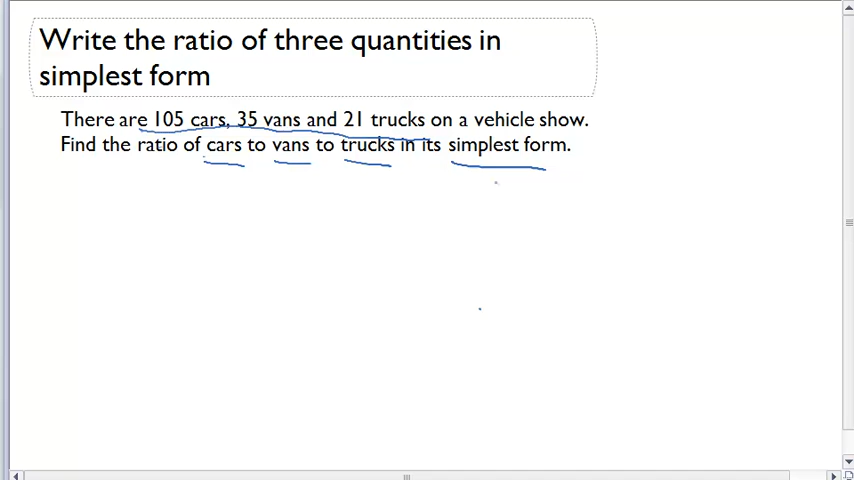 Write the ratio of three quantities in
simplest form
There are 105 cars, 35 vans and 21 trucks on a vehicle show.
Find the ratio of cars to vans to trucks in its simplest form.